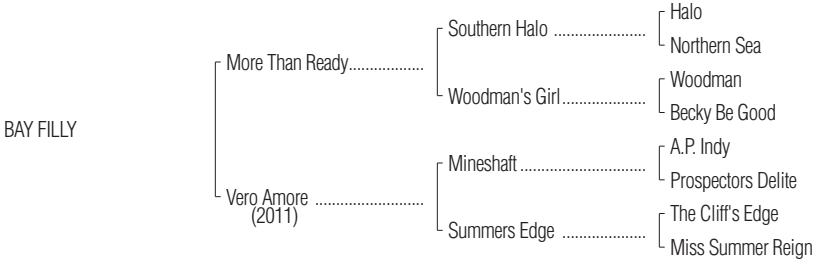 Halo
Southern Halo ......................
Northern Sea
More Than Ready..................
Woodman
Woodman's Girl....................
Becky Be Good
BAY FILLY
A.P. Indy
Mineshaft ..............................
Prospectors Delite
Vero Amore ..........................
(2011)
The Cliff's Edge
Summers Edge ....................
Miss Summer Reign